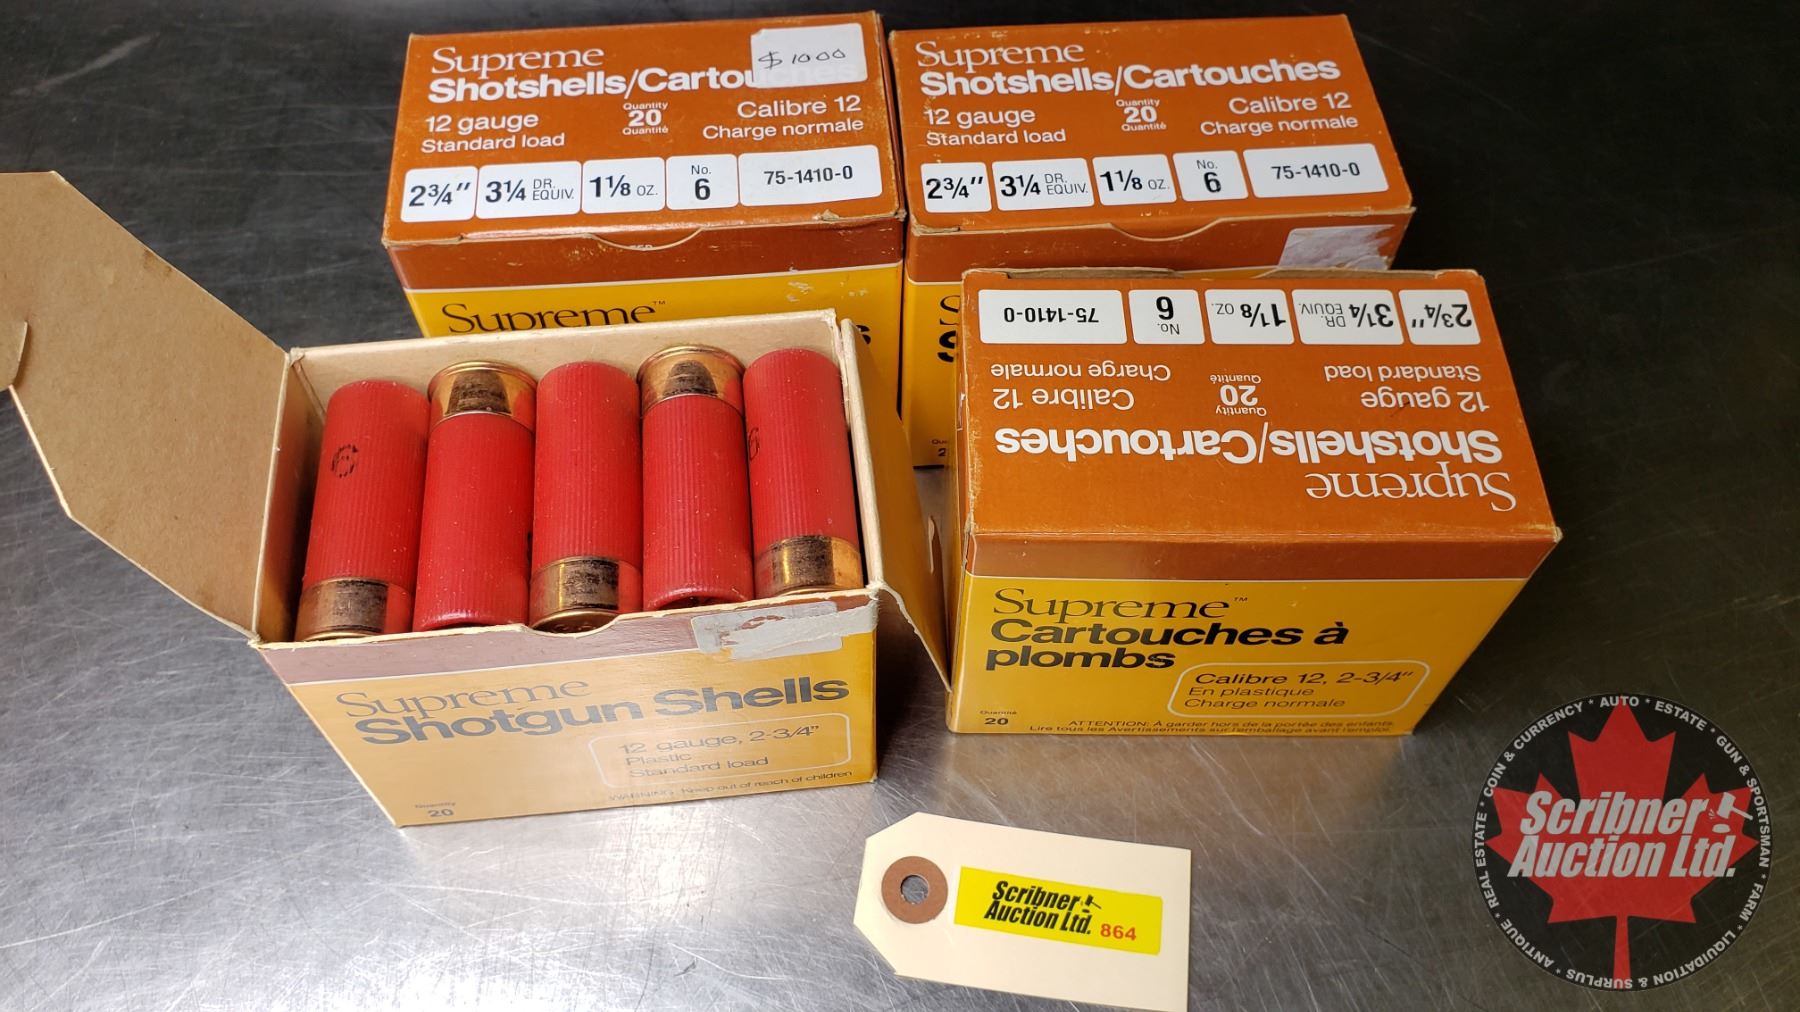 Supreme
Shotshells/Cartou
$ 10.00
12 gauge
Standard load
Quantity
20
Quantité
Calibre 12
Charge normale
2¾"
3¼ DR. EQUIV.
1⅛ OZ.
No. 6
75-1410-0
Supreme™
Supreme
Shotshells/Cartouches
12 gauge
Standard load
Quantity
20
Quantité
Calibre 12
Charge normale
2¾"
3¼ DR. EQUIV.
1⅛ OZ.
No. 6
75-1410-0
Supreme
Shotshells/Cartouches
12 gauge
Standard load
Quantity
20
Quantité
Calibre 12
Charge normale
2¾"
3¼ DR. EQUIV.
1⅛ OZ.
No. 6
75-1410-0
Supreme™
Cartouches à
plombs
Calibre 12, 2-3/4"
En plastique
Charge normale
Quantité
20
ATTENTION: À garder hors de la portée des enfants.
Lire tous les Avertissements sur l'emballage avant l'emploi.
6
6
Supreme
Shotgun Shells
12 gauge, 2-3/4"
Plastic
Standard load
Quantity
20
WARNING: Keep out of reach of children
Scribner
Auction Ltd. 864
Scribner
Auction Ltd.
REAL ESTATE * COIN & CURRENCY * AUTO * ESTATE * GUN & SPORTSMAN * FARM * LIQUIDATION & SURPLUS * ANTIQUE *